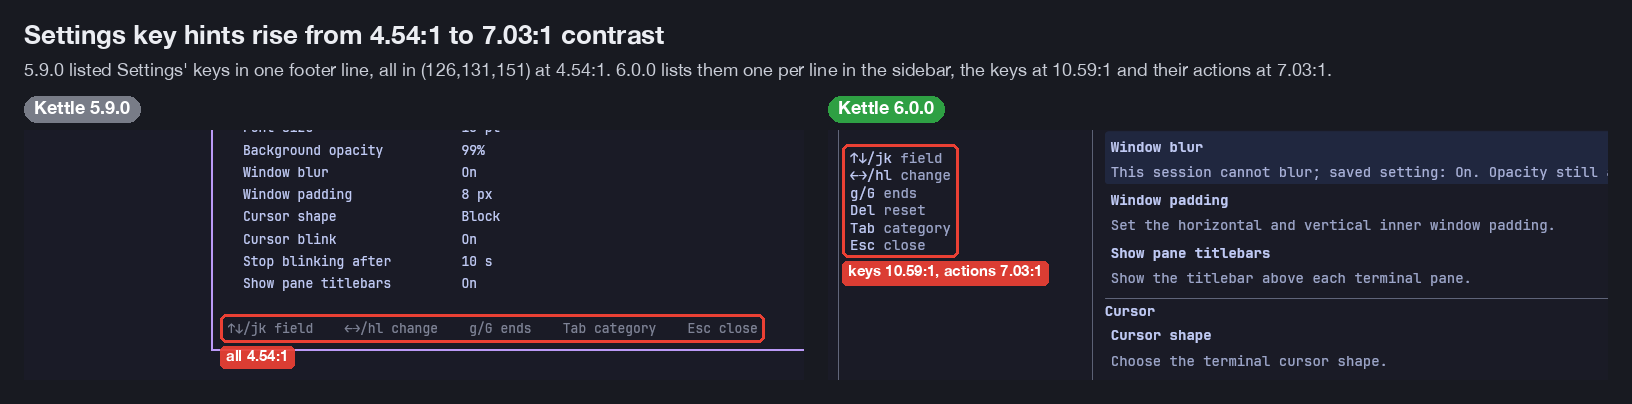 Settings key hints rise from 4.54:1 to 7.03:1 contrast
5.9.0 listed Settings' keys in one footer line, all in (126,131,151) at 4.54:1. 6.0.0 lists them one per line in the sidebar, the keys at 10.59:1 and their actions at 7.03:1.
Kettle 5.9.0
Background opacity 99%
Window blur On
Window padding 8 px
Cursor shape Block
Cursor blink On
Stop blinking after 10 s
Show pane titlebars On
↑↓/jk field ↔/hl change g/G ends Tab category Esc close
all 4.54:1
Kettle 6.0.0
↑↓/jk field
↔/hl change
g/G ends
Del reset
Tab category
Esc close
keys 10.59:1, actions 7.03:1
Window blur
This session cannot blur; saved setting: On. Opacity still
Window padding
Set the horizontal and vertical inner window padding.
Show pane titlebars
Show the titlebar above each terminal pane.
Cursor
Cursor shape
Choose the terminal cursor shape.